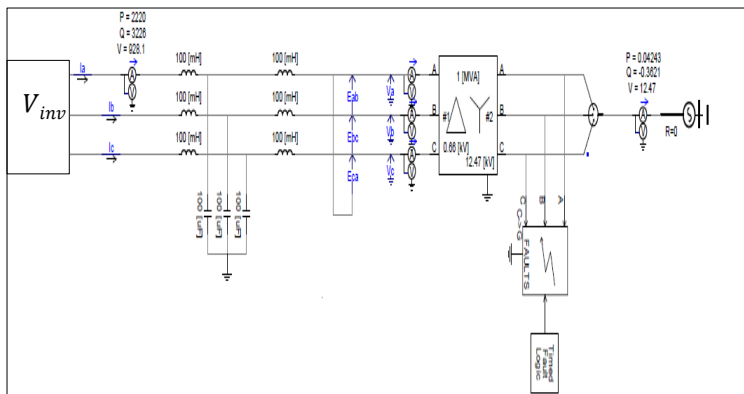 P = 2220
Q = 3226
V = 928.1
Ia
A
V
100 [mH]
100 [mH]
V_inv
Ib
100 [mH]
100 [mH]
Ic
100 [mH]
100 [mH]
100 [uF]
100 [uF]
100 [uF]
Eab
Ebc
Eca
Va
Vb
Vc
A
V
A
V
A
V
A
B
C
1 [MVA]
#1
#2
0.66 [kV]
12.47 [kV]
A
B
C
P = 0.04243
Q = -0.3621
V = 12.47
A
V
R=0
C
B
A
C->G
FAULTS
Timed
Fault
Logic